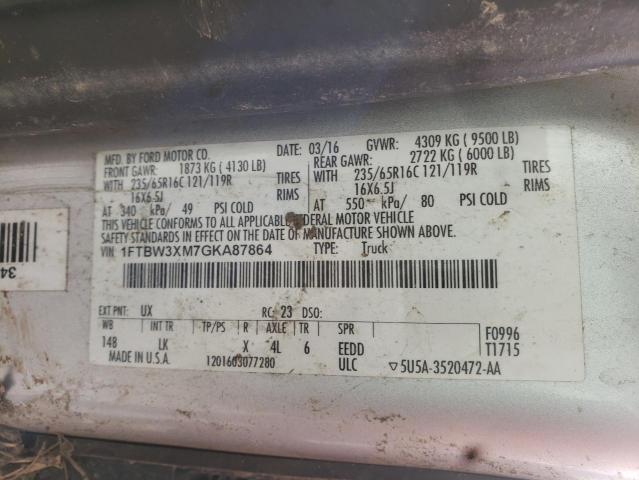 MFD. BY FORD MOTOR CO.
DATE: 03/16 GVWR: 4309 KG ( 9500 LB)
FRONT GAWR: 1873 KG ( 4130 LB)
REAR GAWR: 2722 KG ( 6000 LB)
WITH 235/65R16C 121/119R TIRES
WITH 235/65R16C 121/119R TIRES
16X6.5J RIMS
16X6.5J RIMS
AT 340 kPa/ 49 PSI COLD
AT 550 kPa/ 80 PSI COLD
THIS VEHICLE CONFORMS TO ALL APPLICABLE FEDERAL MOTOR VEHICLE
SAFETY STANDARDS IN EFFECT ON THE DATE OF MANUFACTURE SHOWN ABOVE.
VIN: 1FTBW3XM7GKA87864 TYPE: Truck
EXT PNT: UX RC: 23 DSO:
WB INT TR TP/PS R AXLE TR SPR F0996
148 LK X 4L 6 EEDD T1715
MADE IN U.S.A. 1201603077280 ULC ▽5U5A-3520472-AA
34